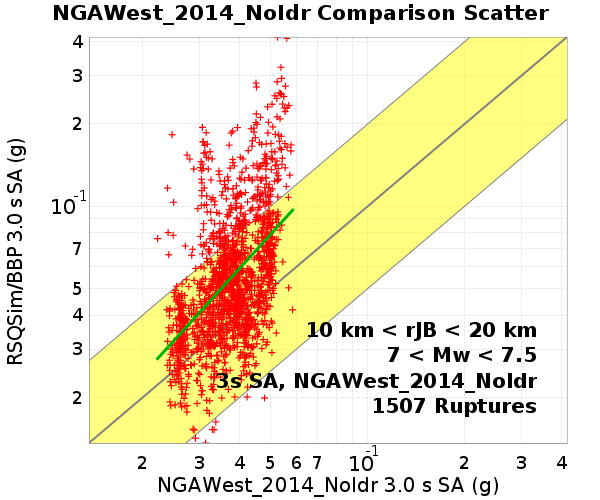 NGAWest_2014_NoIdr Comparison Scatter
4
3
2
10^-1
7
5
4
3
2
RSQSim/BBP 3.0 s SA (g)
10 km < rJB < 20 km
7 < Mw < 7.5
3s SA, NGAWest_2014_NoIdr
1507 Ruptures
2 3 4 5 6 7 10^-1 2 3 4
NGAWest_2014_NoIdr 3.0 s SA (g)